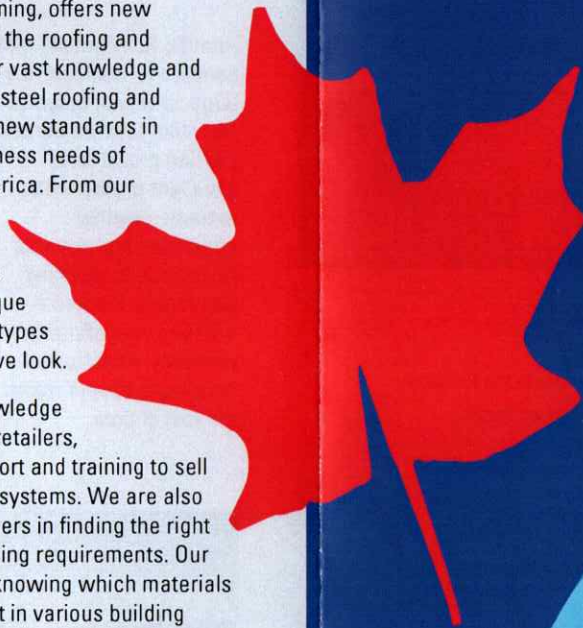 ning, offers new
the roofing and
r vast knowledge and
steel roofing and
new standards in
ness needs of
rica. From our
que
types
ve look.
wledge
retailers,
ort and training to sell
systems. We are also
ers in finding the right
ing requirements. Our
knowing which materials
t in various building